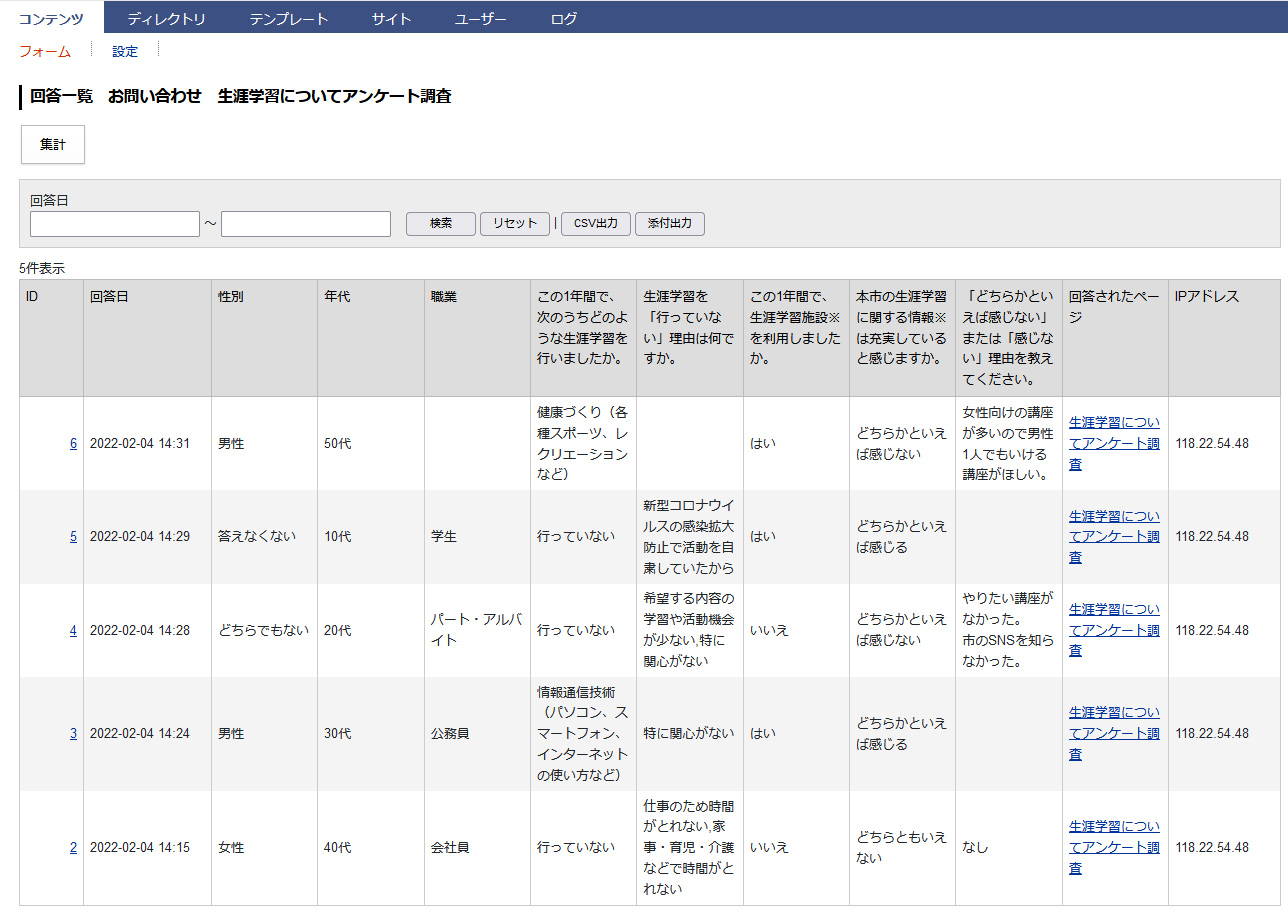 コンテンツ ディレクトリ テンプレート サイト ユーザー ログ
フォーム 設定
回答一覧 お問い合わせ 生涯学習についてアンケート調査
集計
回答日
～ 検索 リセット | CSV出力 添付出力
5件表示
ID
回答日
性別
年代
職業
この1年間で、
次のうちどのよ
うな生涯学習を
行いましたか。
生涯学習を
「行っていな
い」理由は何で
すか。
この1年間で、
生涯学習施設※
を利用しました
か。
本市の生涯学習
に関する情報※
は充実している
と感じますか。
「どちらかとい
えば感じない」
または「感じな
い」理由を教え
てください。
回答されたペー
ジ
IPアドレス
6
2022-02-04 14:31
男性
50代
健康づくり（各
種スポーツ、レ
クリエーション
など）
はい
どちらかといえ
ば感じない
女性向けの講座
が多いので男性
1人でもいける
講座がほしい。
生涯学習につい
てアンケート調
査
118.22.54.48
5
2022-02-04 14:29
答えなくない
10代
学生
行っていない
新型コロナウイ
ルスの感染拡大
防止で活動を自
粛していたから
はい
どちらかといえ
ば感じる
生涯学習につい
てアンケート調
査
118.22.54.48
4
2022-02-04 14:28
どちらでもない
20代
パート・アルバ
イト
行っていない
希望する内容の
学習や活動機会
が少ない,特に
関心がない
いいえ
どちらかといえ
ば感じない
やりたい講座が
なかった。
市のSNSを知ら
なかった。
生涯学習につい
てアンケート調
査
118.22.54.48
3
2022-02-04 14:24
男性
30代
公務員
情報通信技術
（パソコン、ス
マートフォン、
インターネット
の使い方など）
特に関心がない
はい
どちらかといえ
ば感じる
生涯学習につい
てアンケート調
査
118.22.54.48
2
2022-02-04 14:15
女性
40代
会社員
行っていない
仕事のため時間
がとれない,家
事・育児・介護
などで時間がと
れない
いいえ
どちらともいえ
ない
なし
生涯学習につい
てアンケート調
査
118.22.54.48